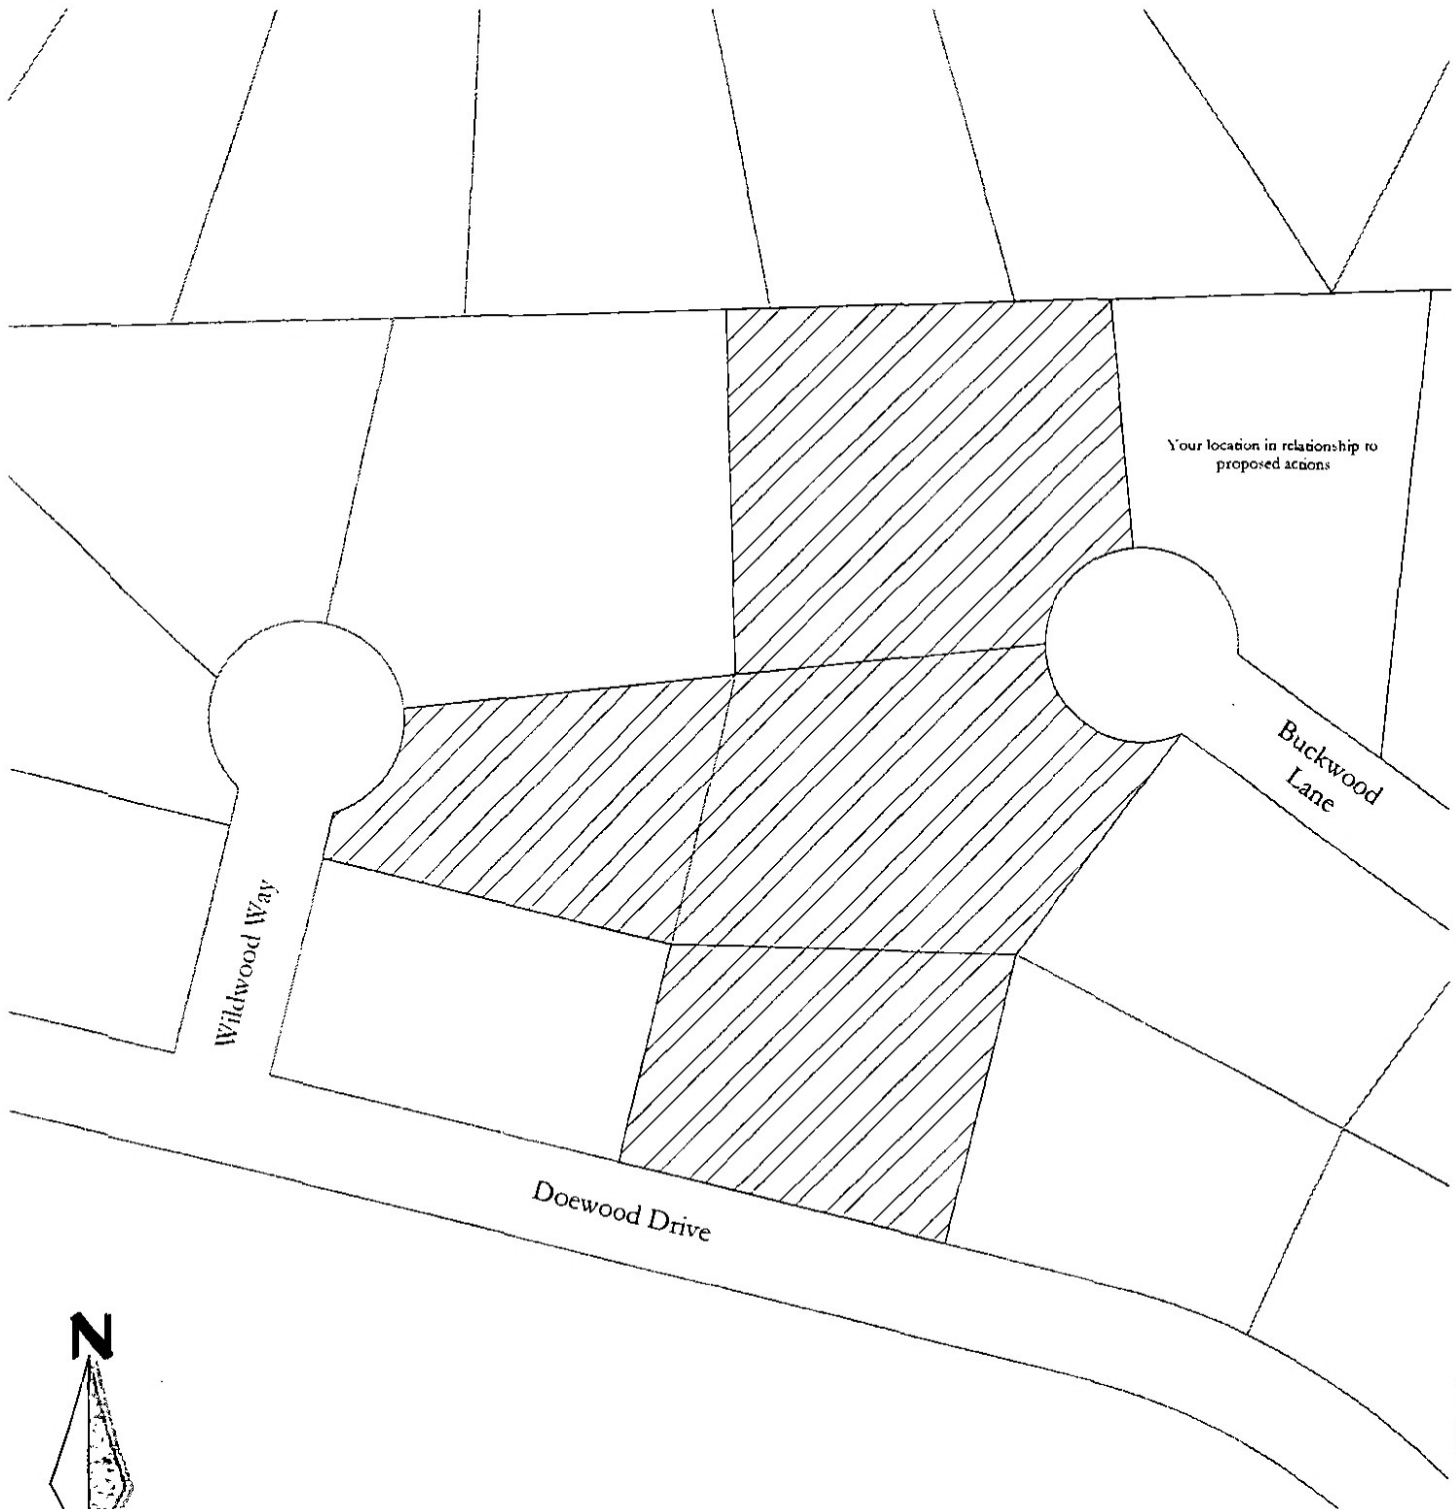 Your location in relationship to
proposed actions
Buckwood
Lane
Wildwood Way
Doewood Drive
N